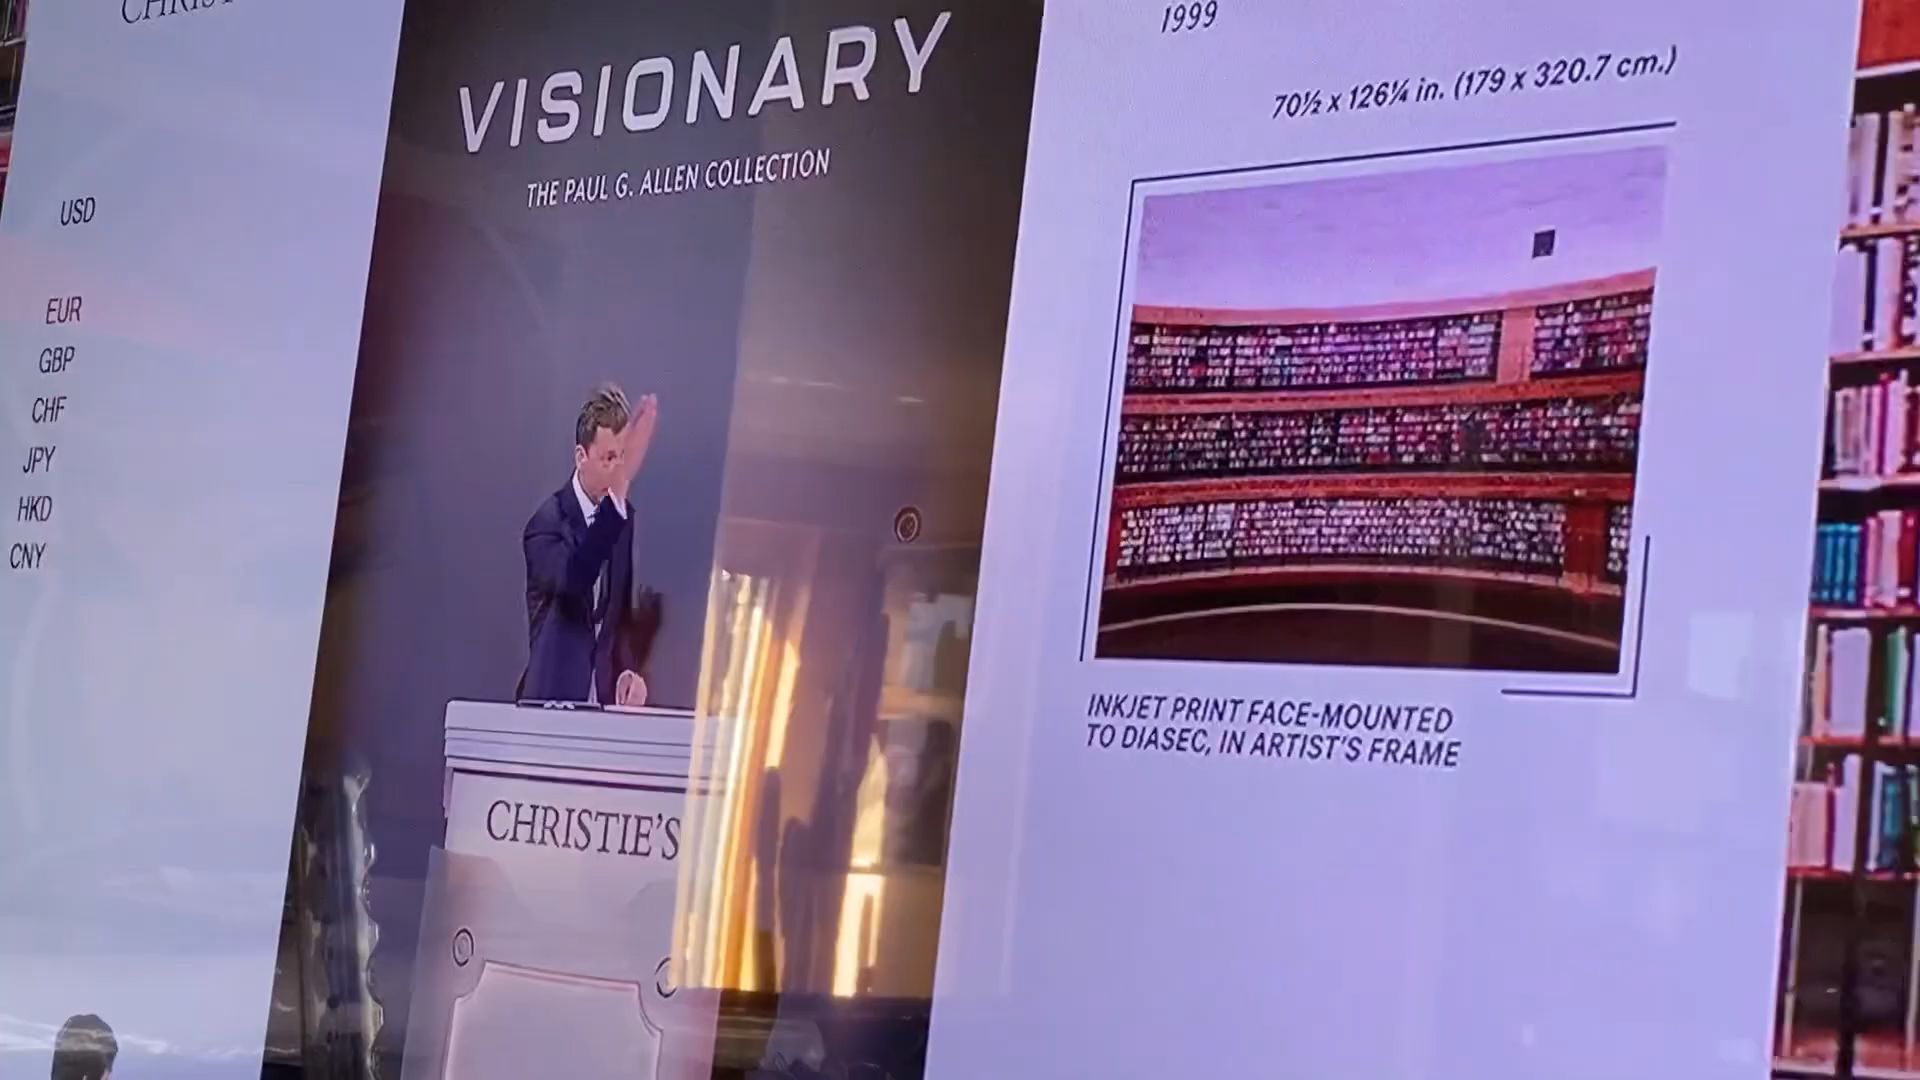 USD
EUR
GBP
CHF
JPY
HKD
CNY
VISIONARY
THE PAUL G. ALLEN COLLECTION
CHRISTIE'S
1999
70½ x 126¼ in. (179 x 320.7 cm.)
INKJET PRINT FACE-MOUNTED
TO DIASEC, IN ARTIST'S FRAME